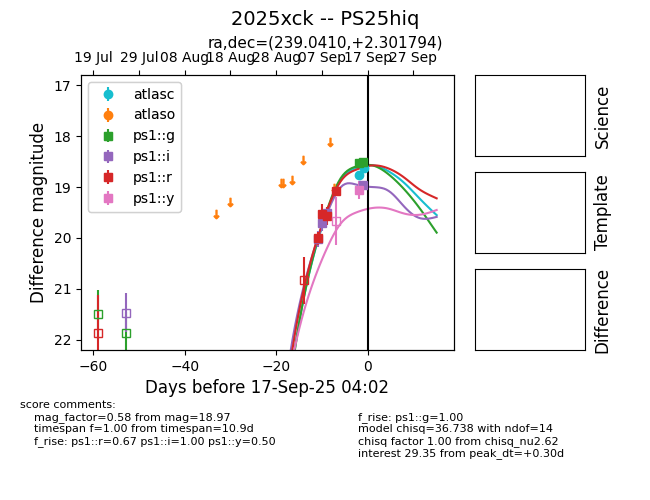 2025xck -- PS25hiq
ra,dec=(239.0410,+2.301794)
19 Jul 29 Jul 08 Aug 18 Aug 28 Aug 07 Sep 17 Sep 27 Sep
17
18
19
20
21
22
Difference magnitude
atlasc
atlaso
ps1::g
ps1::i
ps1::r
ps1::y
−60 −40 −20 0
Days before 17-Sep-25 04:02
Science
Template
Difference
score comments:
mag_factor=0.58 from mag=18.97
timespan f=1.00 from timespan=10.9d
f_rise: ps1::r=0.67 ps1::i=1.00 ps1::y=0.50
f_rise: ps1::g=1.00
model chisq=36.738 with ndof=14
chisq factor 1.00 from chisq_nu2.62
interest 29.35 from peak_dt=+0.30d